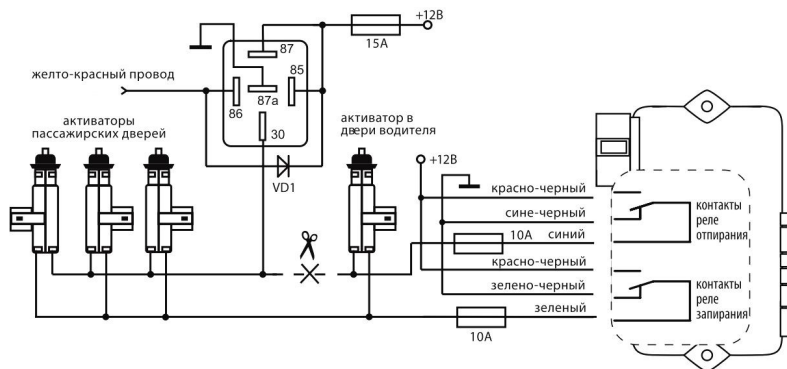 +12В
87
15А
желто-красный провод
85
86
87а
30
активаторы
пассажирских дверей
активатор в
двери водителя
VD1
+12В
красно-черный
сине-черный
синий
10А
контакты
реле
отпирания
красно-черный
зелено-черный
зеленый
10А
контакты
реле
запирания